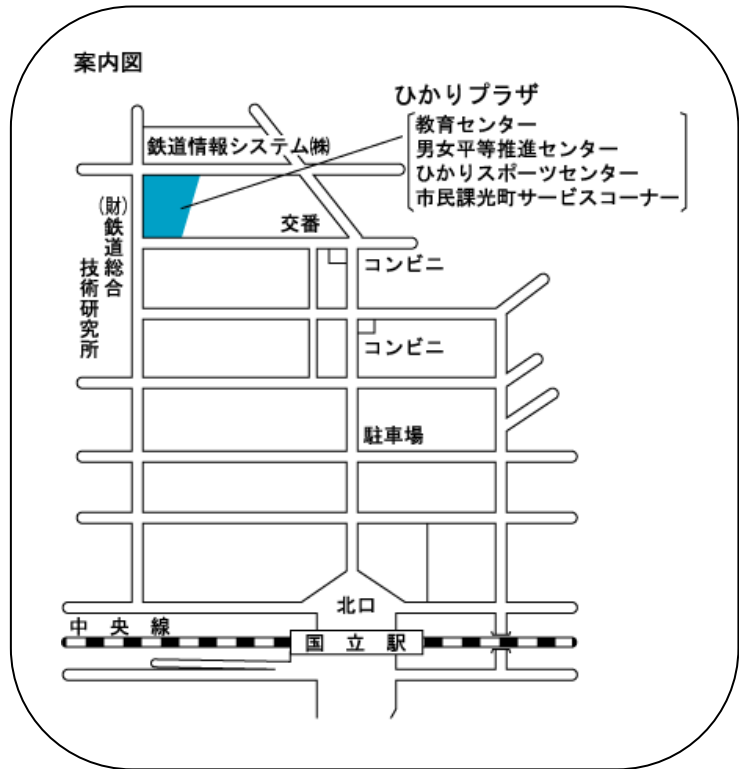 案内図
ひかりプラザ
教育センター
男女平等推進センター
ひかりスポーツセンター
市民課光町サービスコーナー
鉄道情報システム㈱
(財)鉄道総合
技術研究所
交番
コンビニ
コンビニ
駐車場
北口
中央線
国立駅